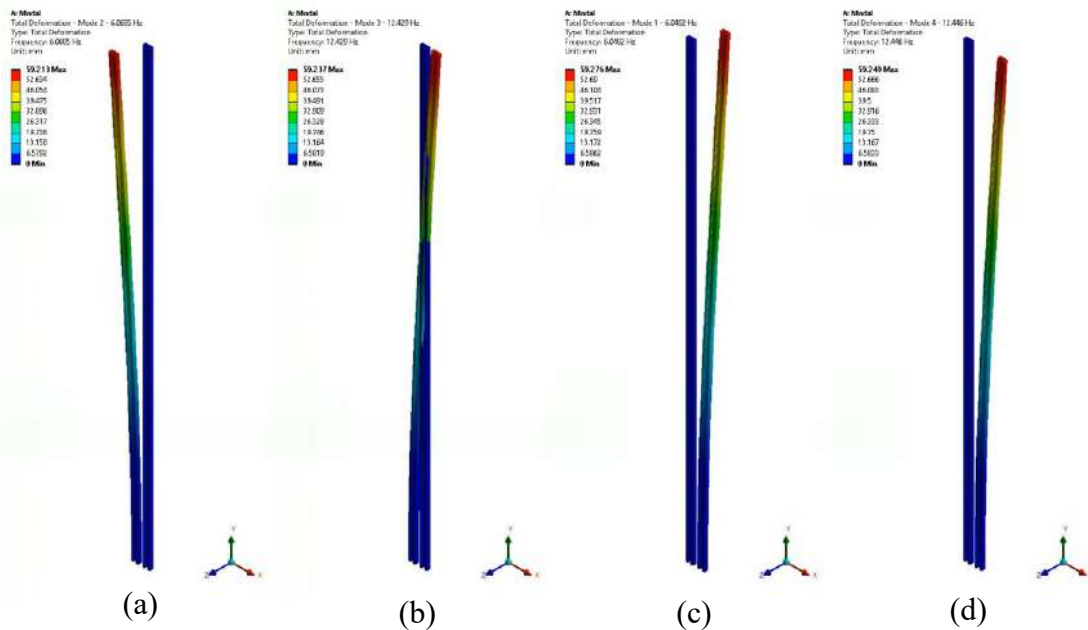 A: Modal
Total Deformation - Mode 2 - 6.0685 Hz
Type: Total Deformation
Frequency: 6.0685 Hz
Unit: mm
59.213 Max
52.634
46.054
39.475
32.896
26.317
19.738
13.158
6.5792
0 Min
Y
Z
X
(a)
A: Modal
Total Deformation - Mode 3 - 12.429 Hz
Type: Total Deformation
Frequency: 12.429 Hz
Unit: mm
59.237 Max
52.655
46.073
39.491
32.909
26.328
19.746
13.164
6.5819
0 Min
Y
Z
X
(b)
A: Modal
Total Deformation - Mode 1 - 6.0462 Hz
Type: Total Deformation
Frequency: 6.0462 Hz
Unit: mm
59.276 Max
52.69
46.104
39.517
32.931
26.345
19.759
13.172
6.5862
0 Min
Y
Z
X
(c)
A: Modal
Total Deformation - Mode 4 - 12.446 Hz
Type: Total Deformation
Frequency: 12.446 Hz
Unit: mm
59.249 Max
52.666
46.083
39.5
32.916
26.333
19.75
13.167
6.5833
0 Min
Y
Z
X
(d)